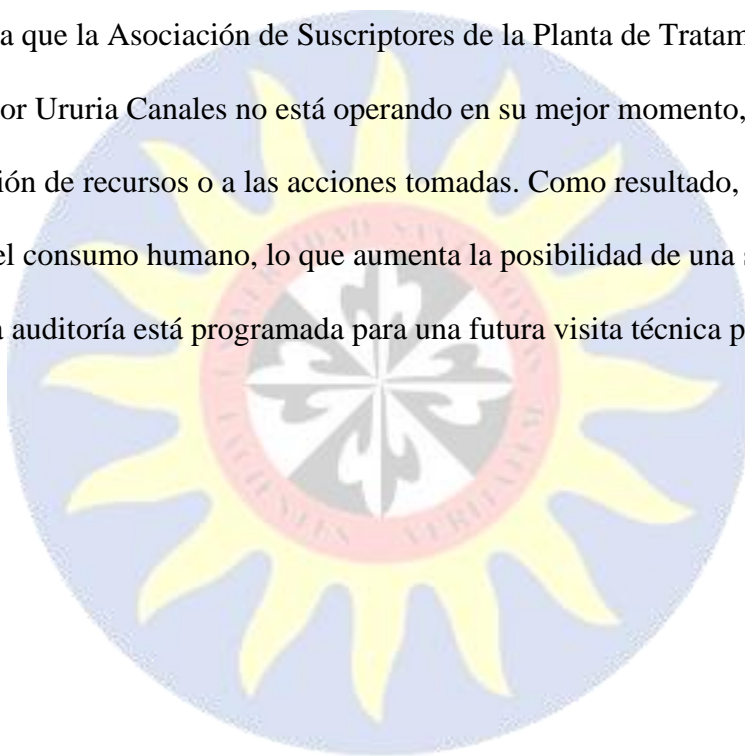 a que la Asociación de Suscriptores de la Planta de Tratam
or Ururia Canales no está operando en su mejor momento,
ión de recursos o a las acciones tomadas. Como resultado,
el consumo humano, lo que aumenta la posibilidad de una s
a auditoría está programada para una futura visita técnica p